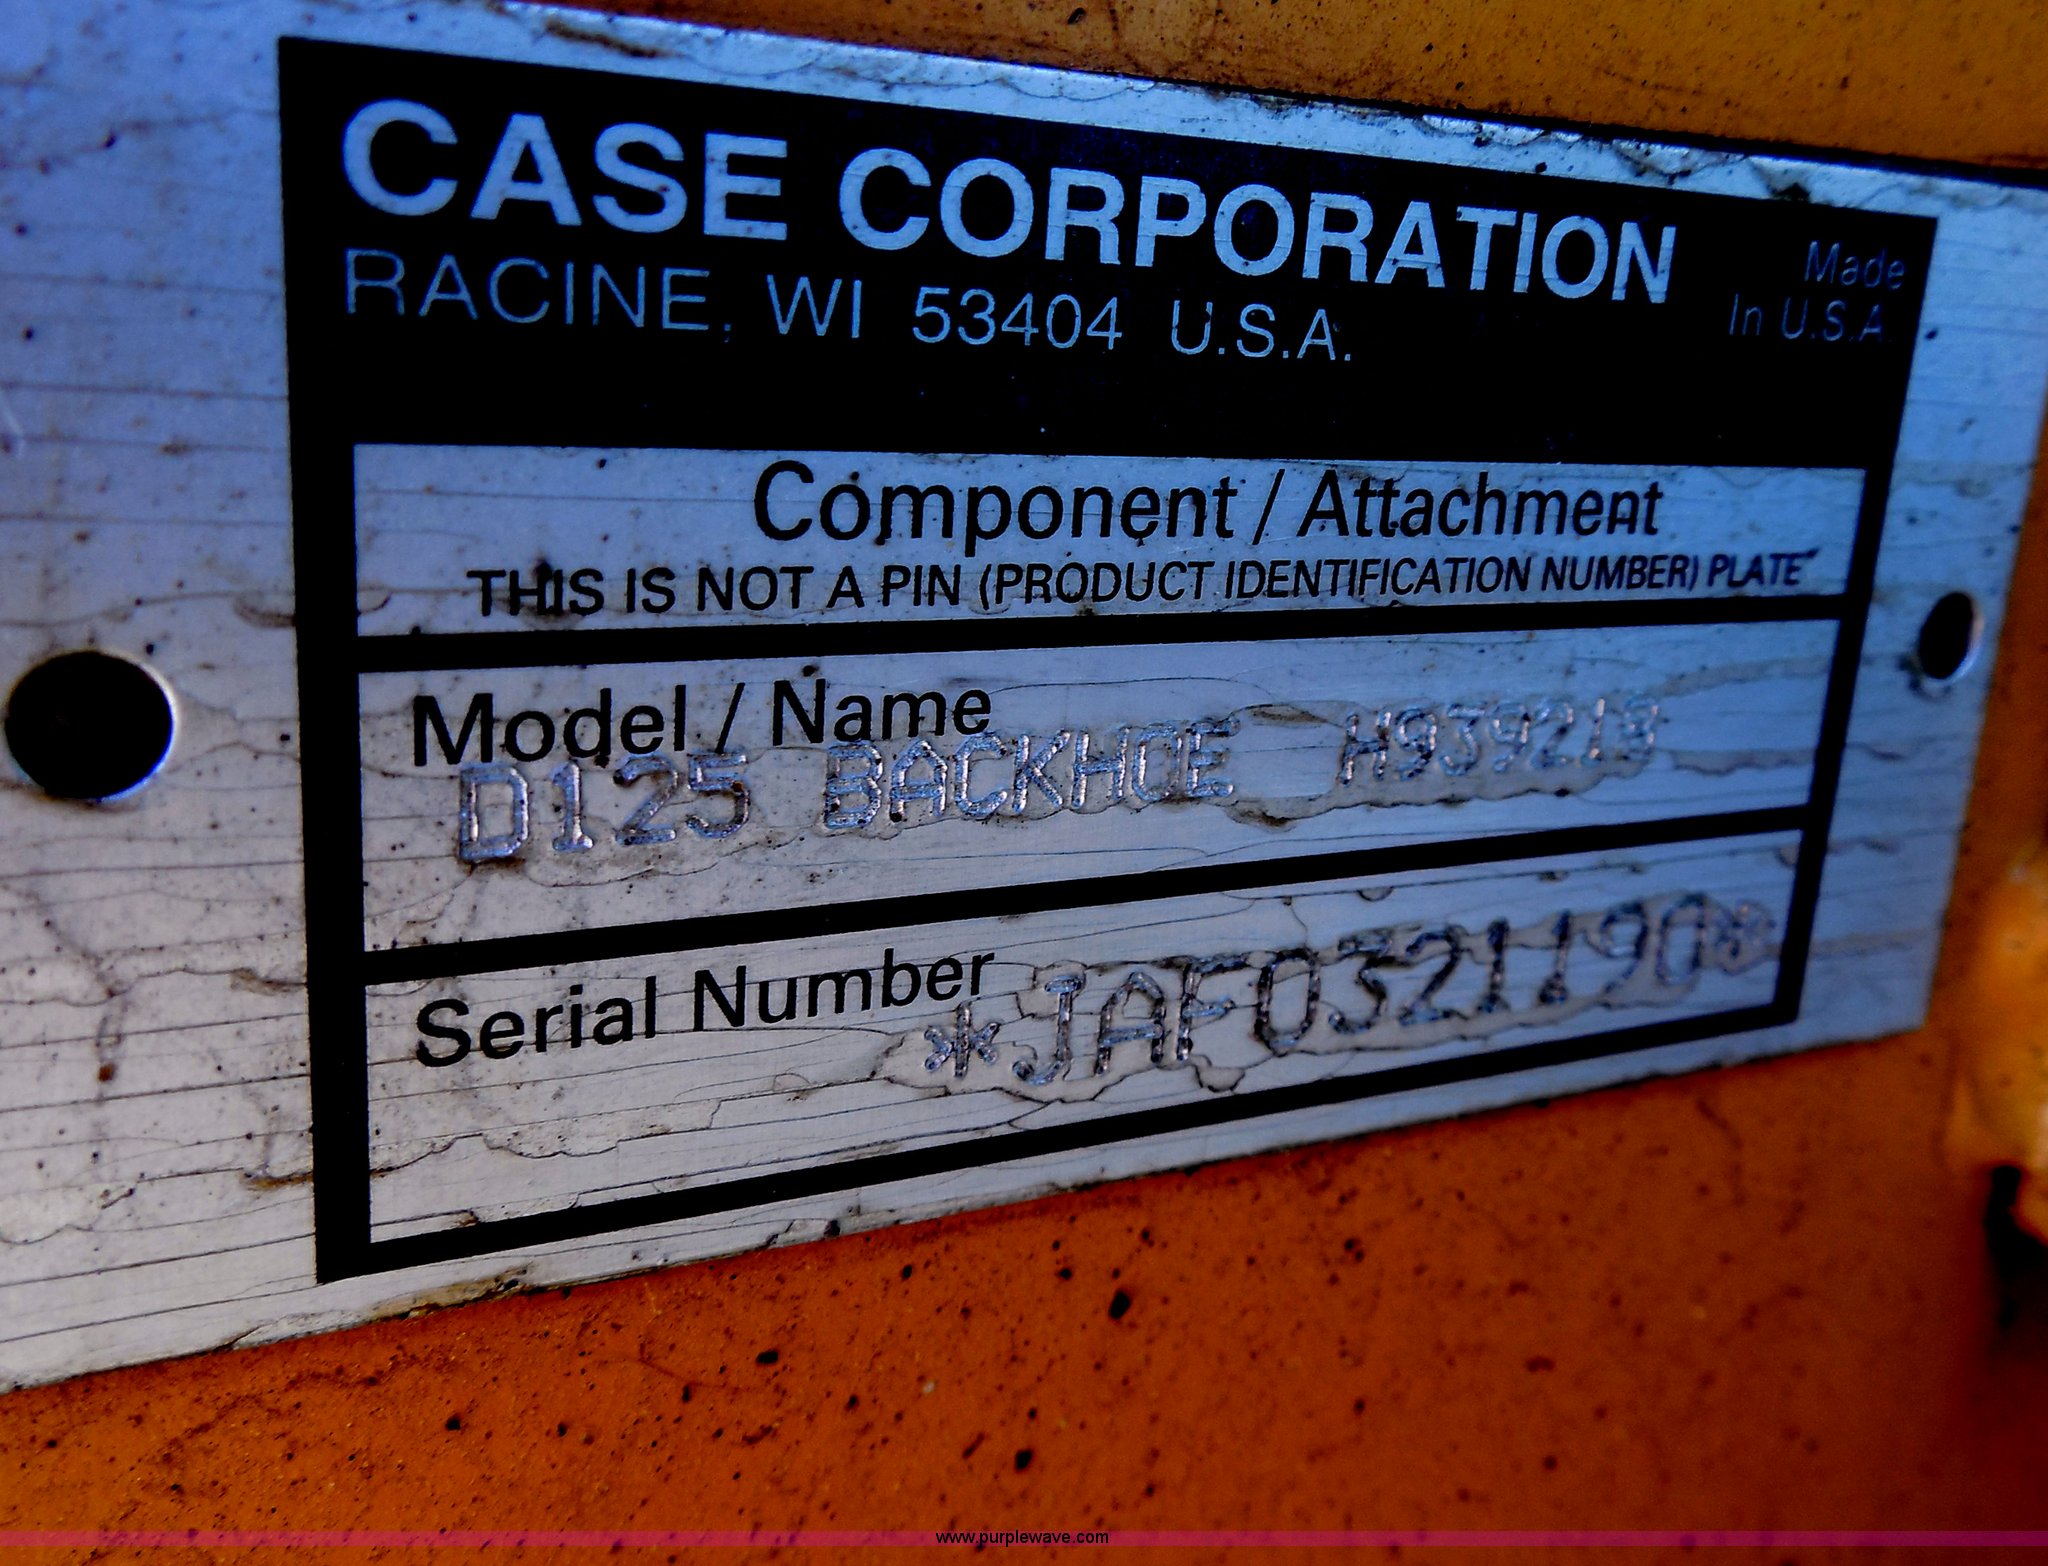 CASE CORPORATION
RACINE, WI 53404 U.S.A.
Made
In U.S.A.
Component / Attachment
THIS IS NOT A PIN (PRODUCT IDENTIFICATION NUMBER) PLATE
Model / Name
D125 BACKHOE H939218
Serial Number
*JAF0321190*
www.purplewave.com